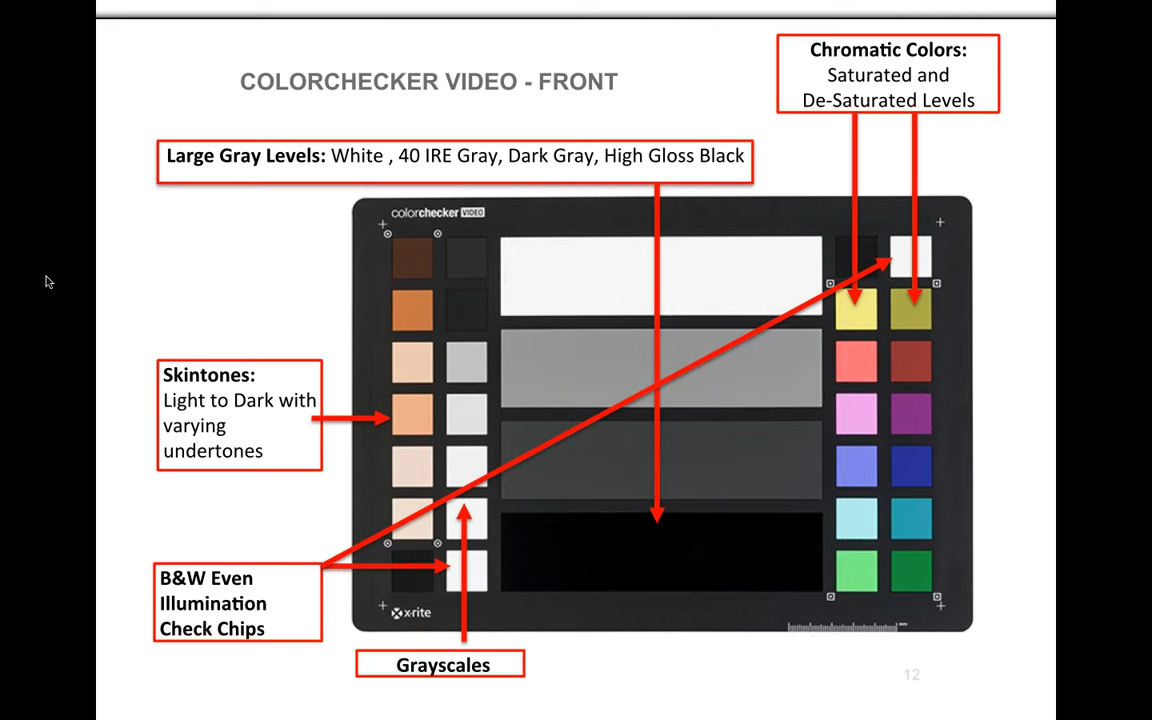 COLORCHECKER VIDEO - FRONT
Chromatic Colors:
Saturated and
De-Saturated Levels
Large Gray Levels: White , 40 IRE Gray, Dark Gray, High Gloss Black
colorchecker VIDEO
Skintones:
Light to Dark with
varying
undertones
B&W Even
Illumination
Check Chips
x-rite
Grayscales
12